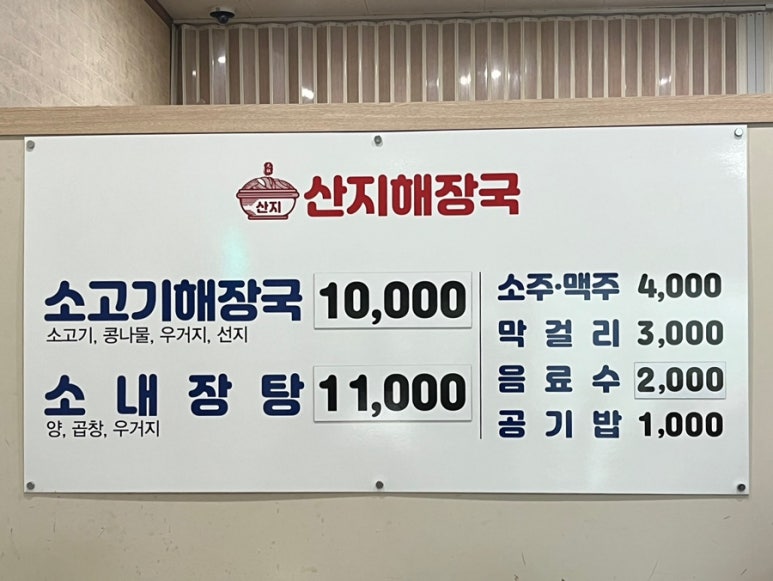 산지
산지해장국
소고기해장국 10,000
소고기, 콩나물, 우거지, 선지
소내장탕 11,000
양, 곱창, 우거지
소주·맥주 4,000
막걸리 3,000
음료수 2,000
공기밥 1,000